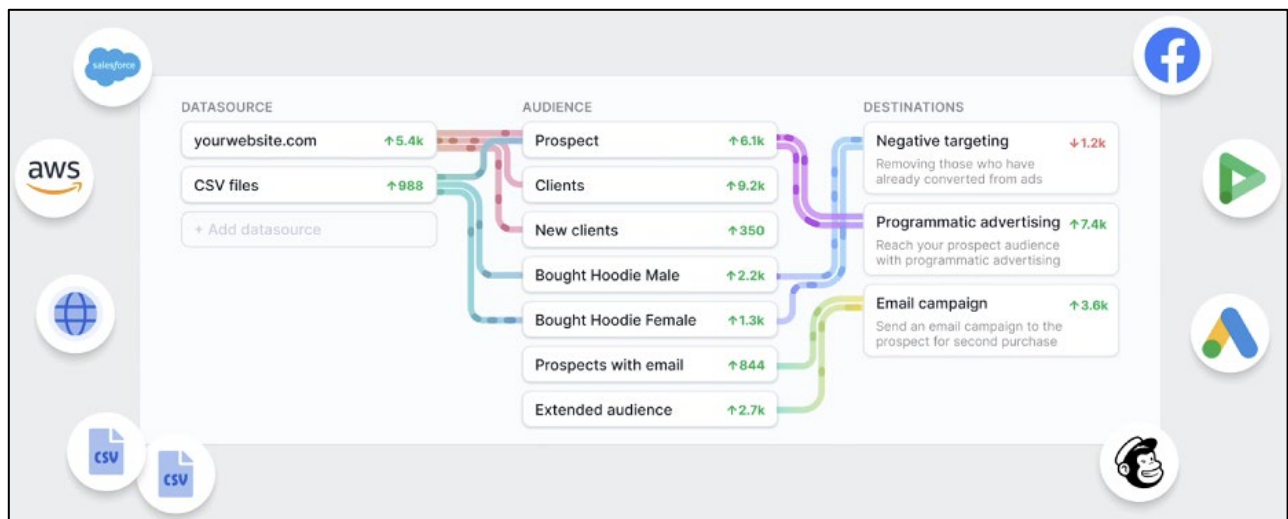 salesforce
aws
CSV
CSV
DATASOURCE
yourwebsite.com ↑5.4k
CSV files ↑988
+ Add datasource
AUDIENCE
Prospect ↑6.1k
Clients ↑9.2k
New clients ↑350
Bought Hoodie Male ↑2.2k
Bought Hoodie Female ↑1.3k
Prospects with email ↑844
Extended audience ↑2.7k
DESTINATIONS
Negative targeting ↓1.2k
Removing those who have
already converted from ads
Programmatic advertising ↑7.4k
Reach your prospect audience
with programmatic advertising
Email campaign ↑3.6k
Send an email campaign to the
prospect for second purchase